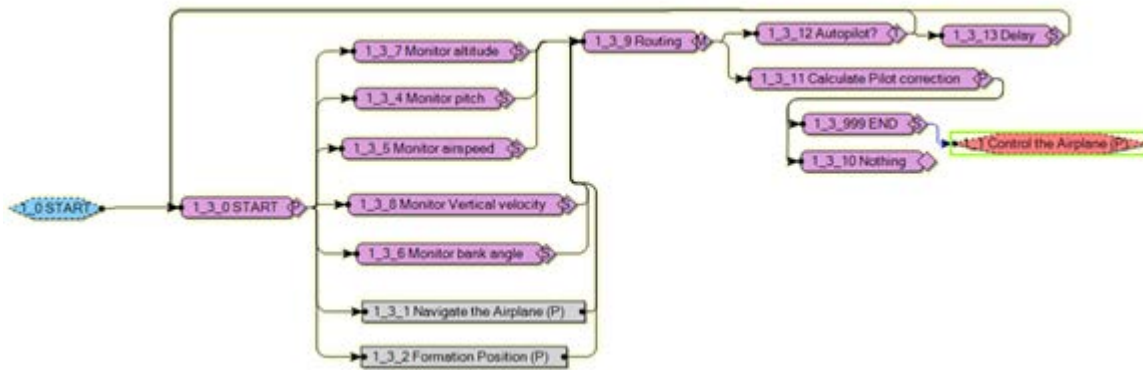 1_3_7 Monitor altitude S
1_3_9 Routing M
1_3_12 Autopilot? T
1_3_13 Delay S
1_3_4 Monitor pitch S
1_3_11 Calculate Pilot correction P
1_3_5 Monitor airspeed S
1_3_999 END S
1_1 Control the Airplane (P)
1_3_10 Nothing
1_0 START
1_3_0 START P
1_3_8 Monitor Vertical velocity S
1_3_6 Monitor bank angle S
1_3_1 Navigate the Airplane (P)
1_3_2 Formation Position (P)